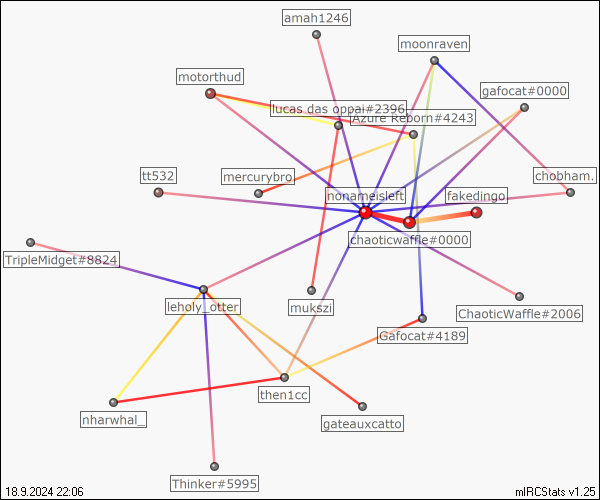 amah1246
moonraven
motorthud
gafocat#0000
lucas das oppai#2396
Azure Reborn#4243
tt532
mercurybro
nonameisleft
fakedingo
chobham.
chaoticwaffle#0000
TripleMidget#8824
leholy_otter
mukszi
ChaoticWaffle#2006
Gafocat#4189
then1cc
nharwhal_
gateauxcatto
Thinker#5995
18.9.2024 22:06
mIRCStats v1.25